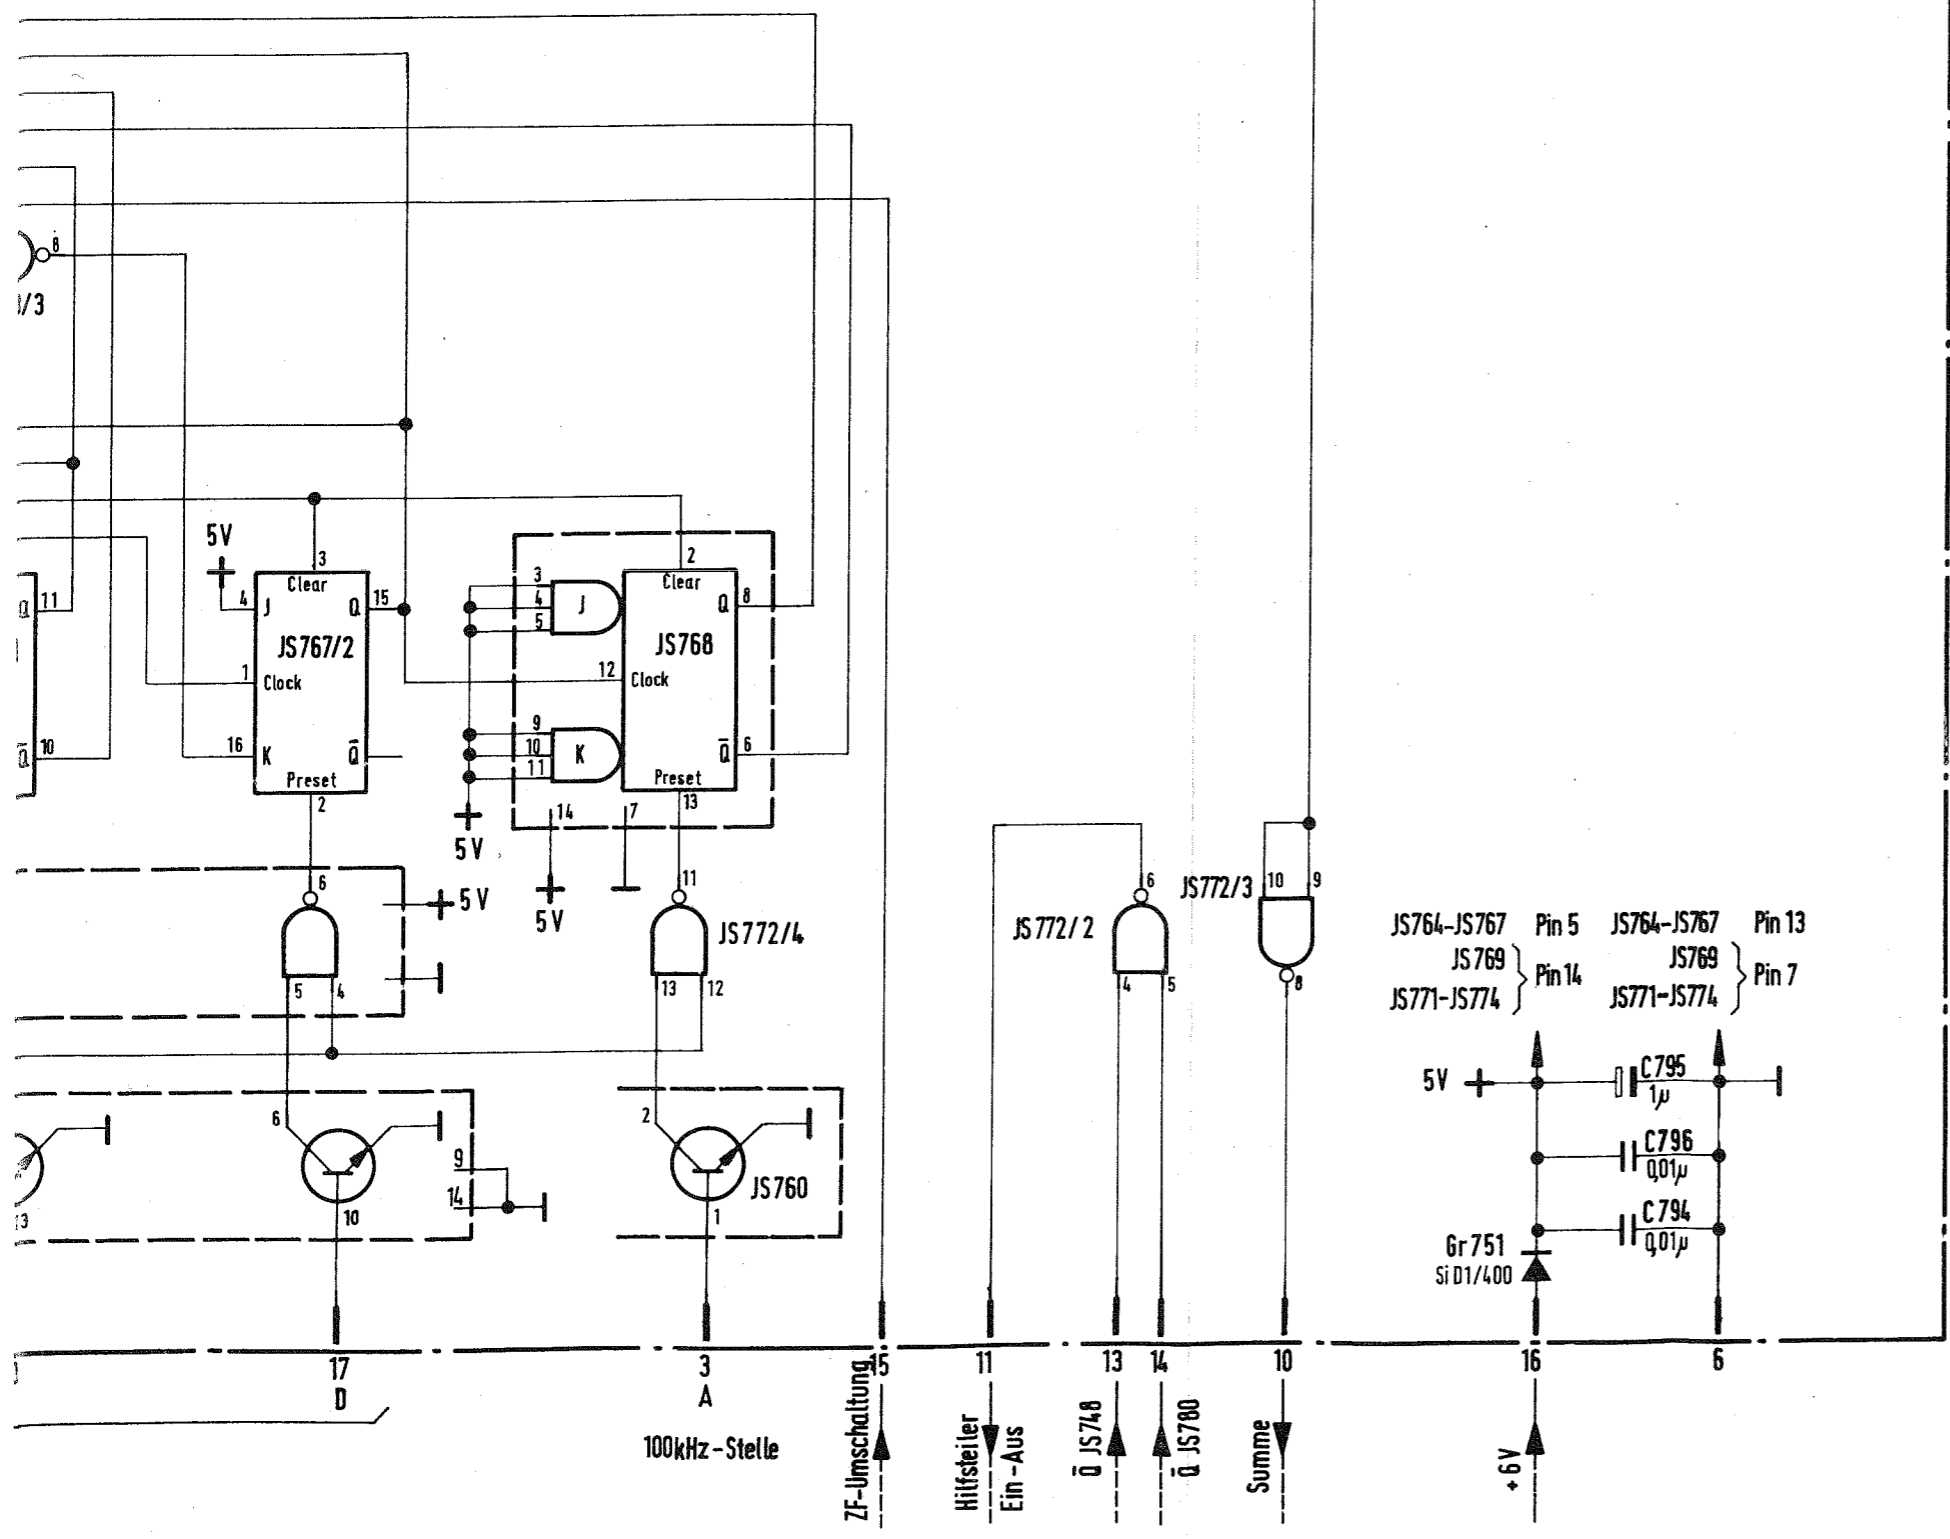 8
/3
5V
3
Clear
4
J
Q
15
JS767/2
1
Clock
16
K
Q̅
Preset
2
11
Q̅
10
3
4
5
J
2
Clear
Q
8
JS768
12
Clock
9
10
11
K
Q̅
6
Preset
13
14
7
5V
5V
6
5V
5
4
11
JS772/4
13
12
6
10
9
14
2
JS760
1
3
17
D
3
A
100kHz-Stelle
15
ZF-Umschaltung
6
JS772/2
4
5
JS772/3
10
9
8
11
Hilfsteiler
Ein-Aus
13
Q̅ JS748
14
Q̅ JS780
10
Summe
JS764-JS767 Pin 5
JS769
JS771-JS774
Pin 14
JS764-JS767 Pin 13
JS769
JS771-JS774
Pin 7
5V
C795
1µ
C796
0,01µ
C794
0,01µ
Gr751
Si D1/400
16
+6V
6